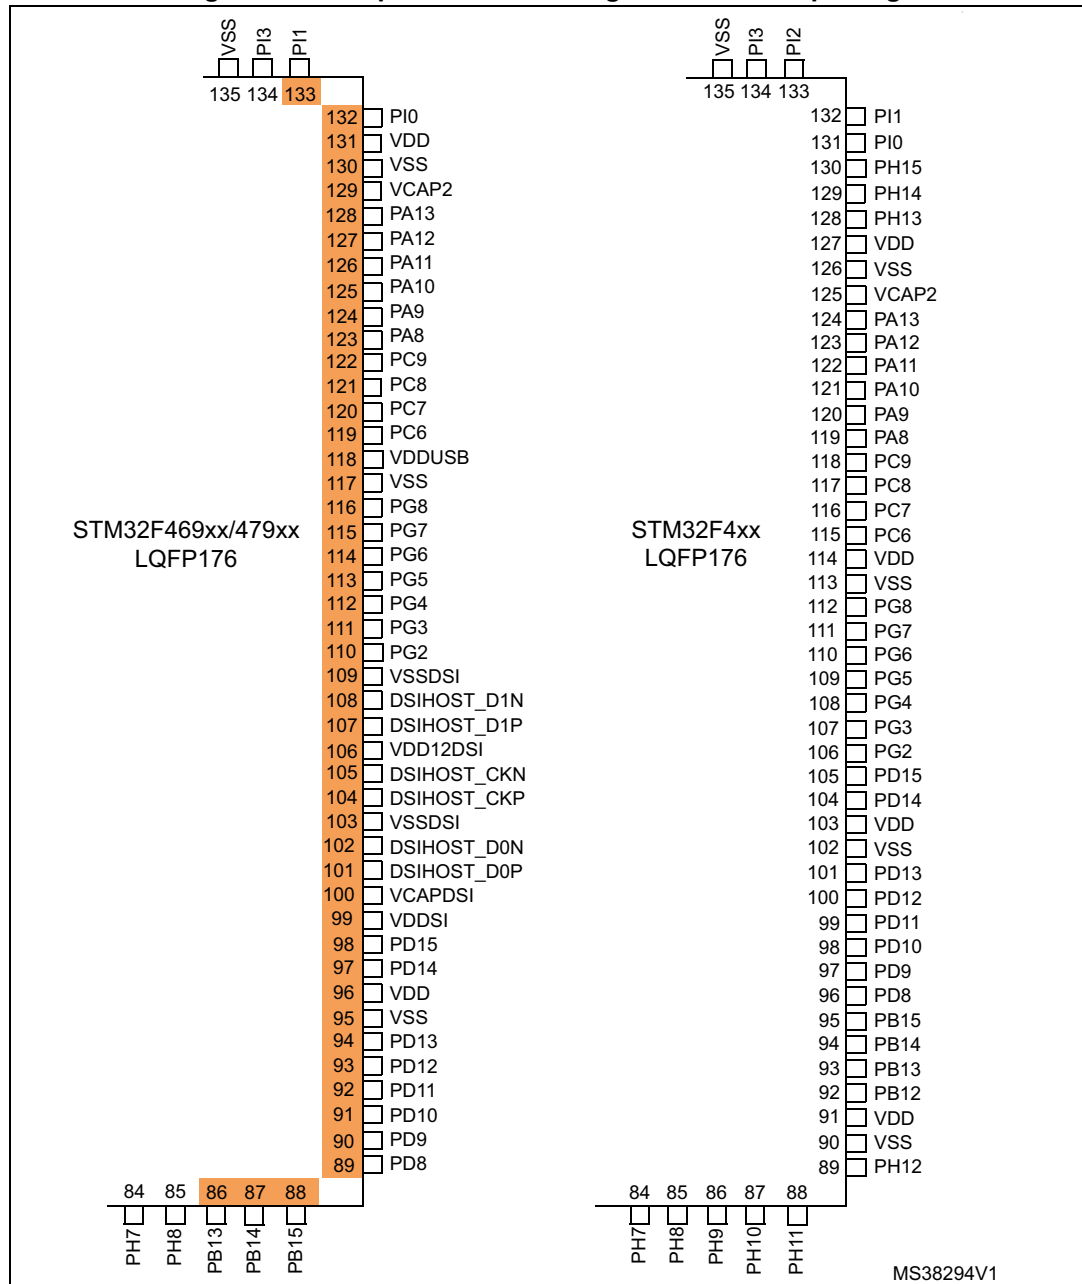 VSS PI3 PI1
135 134 133
132 PI0
131 VDD
130 VSS
129 VCAP2
128 PA13
127 PA12
126 PA11
125 PA10
124 PA9
123 PA8
122 PC9
121 PC8
120 PC7
119 PC6
118 VDDUSB
117 VSS
116 PG8
115 PG7
114 PG6
113 PG5
112 PG4
111 PG3
110 PG2
109 VSSDSI
108 DSIHOST_D1N
107 DSIHOST_D1P
106 VDD12DSI
105 DSIHOST_CKN
104 DSIHOST_CKP
103 VSSDSI
102 DSIHOST_D0N
101 DSIHOST_D0P
100 VCAPDSI
99 VDDSI
98 PD15
97 PD14
96 VDD
95 VSS
94 PD13
93 PD12
92 PD11
91 PD10
90 PD9
89 PD8
84 85 86 87 88
PH7 PH8 PB13 PB14 PB15
STM32F469xx/479xx
LQFP176
VSS PI3 PI2
135 134 133
132 PI1
131 PI0
130 PH15
129 PH14
128 PH13
127 VDD
126 VSS
125 VCAP2
124 PA13
123 PA12
122 PA11
121 PA10
120 PA9
119 PA8
118 PC9
117 PC8
116 PC7
115 PC6
114 VDD
113 VSS
112 PG8
111 PG7
110 PG6
109 PG5
108 PG4
107 PG3
106 PG2
105 PD15
104 PD14
103 VDD
102 VSS
101 PD13
100 PD12
99 PD11
98 PD10
97 PD9
96 PD8
95 PB15
94 PB14
93 PB13
92 PB12
91 VDD
90 VSS
89 PH12
84 85 86 87 88
PH7 PH8 PH9 PH10 PH11
STM32F4xx
LQFP176
MS38294V1